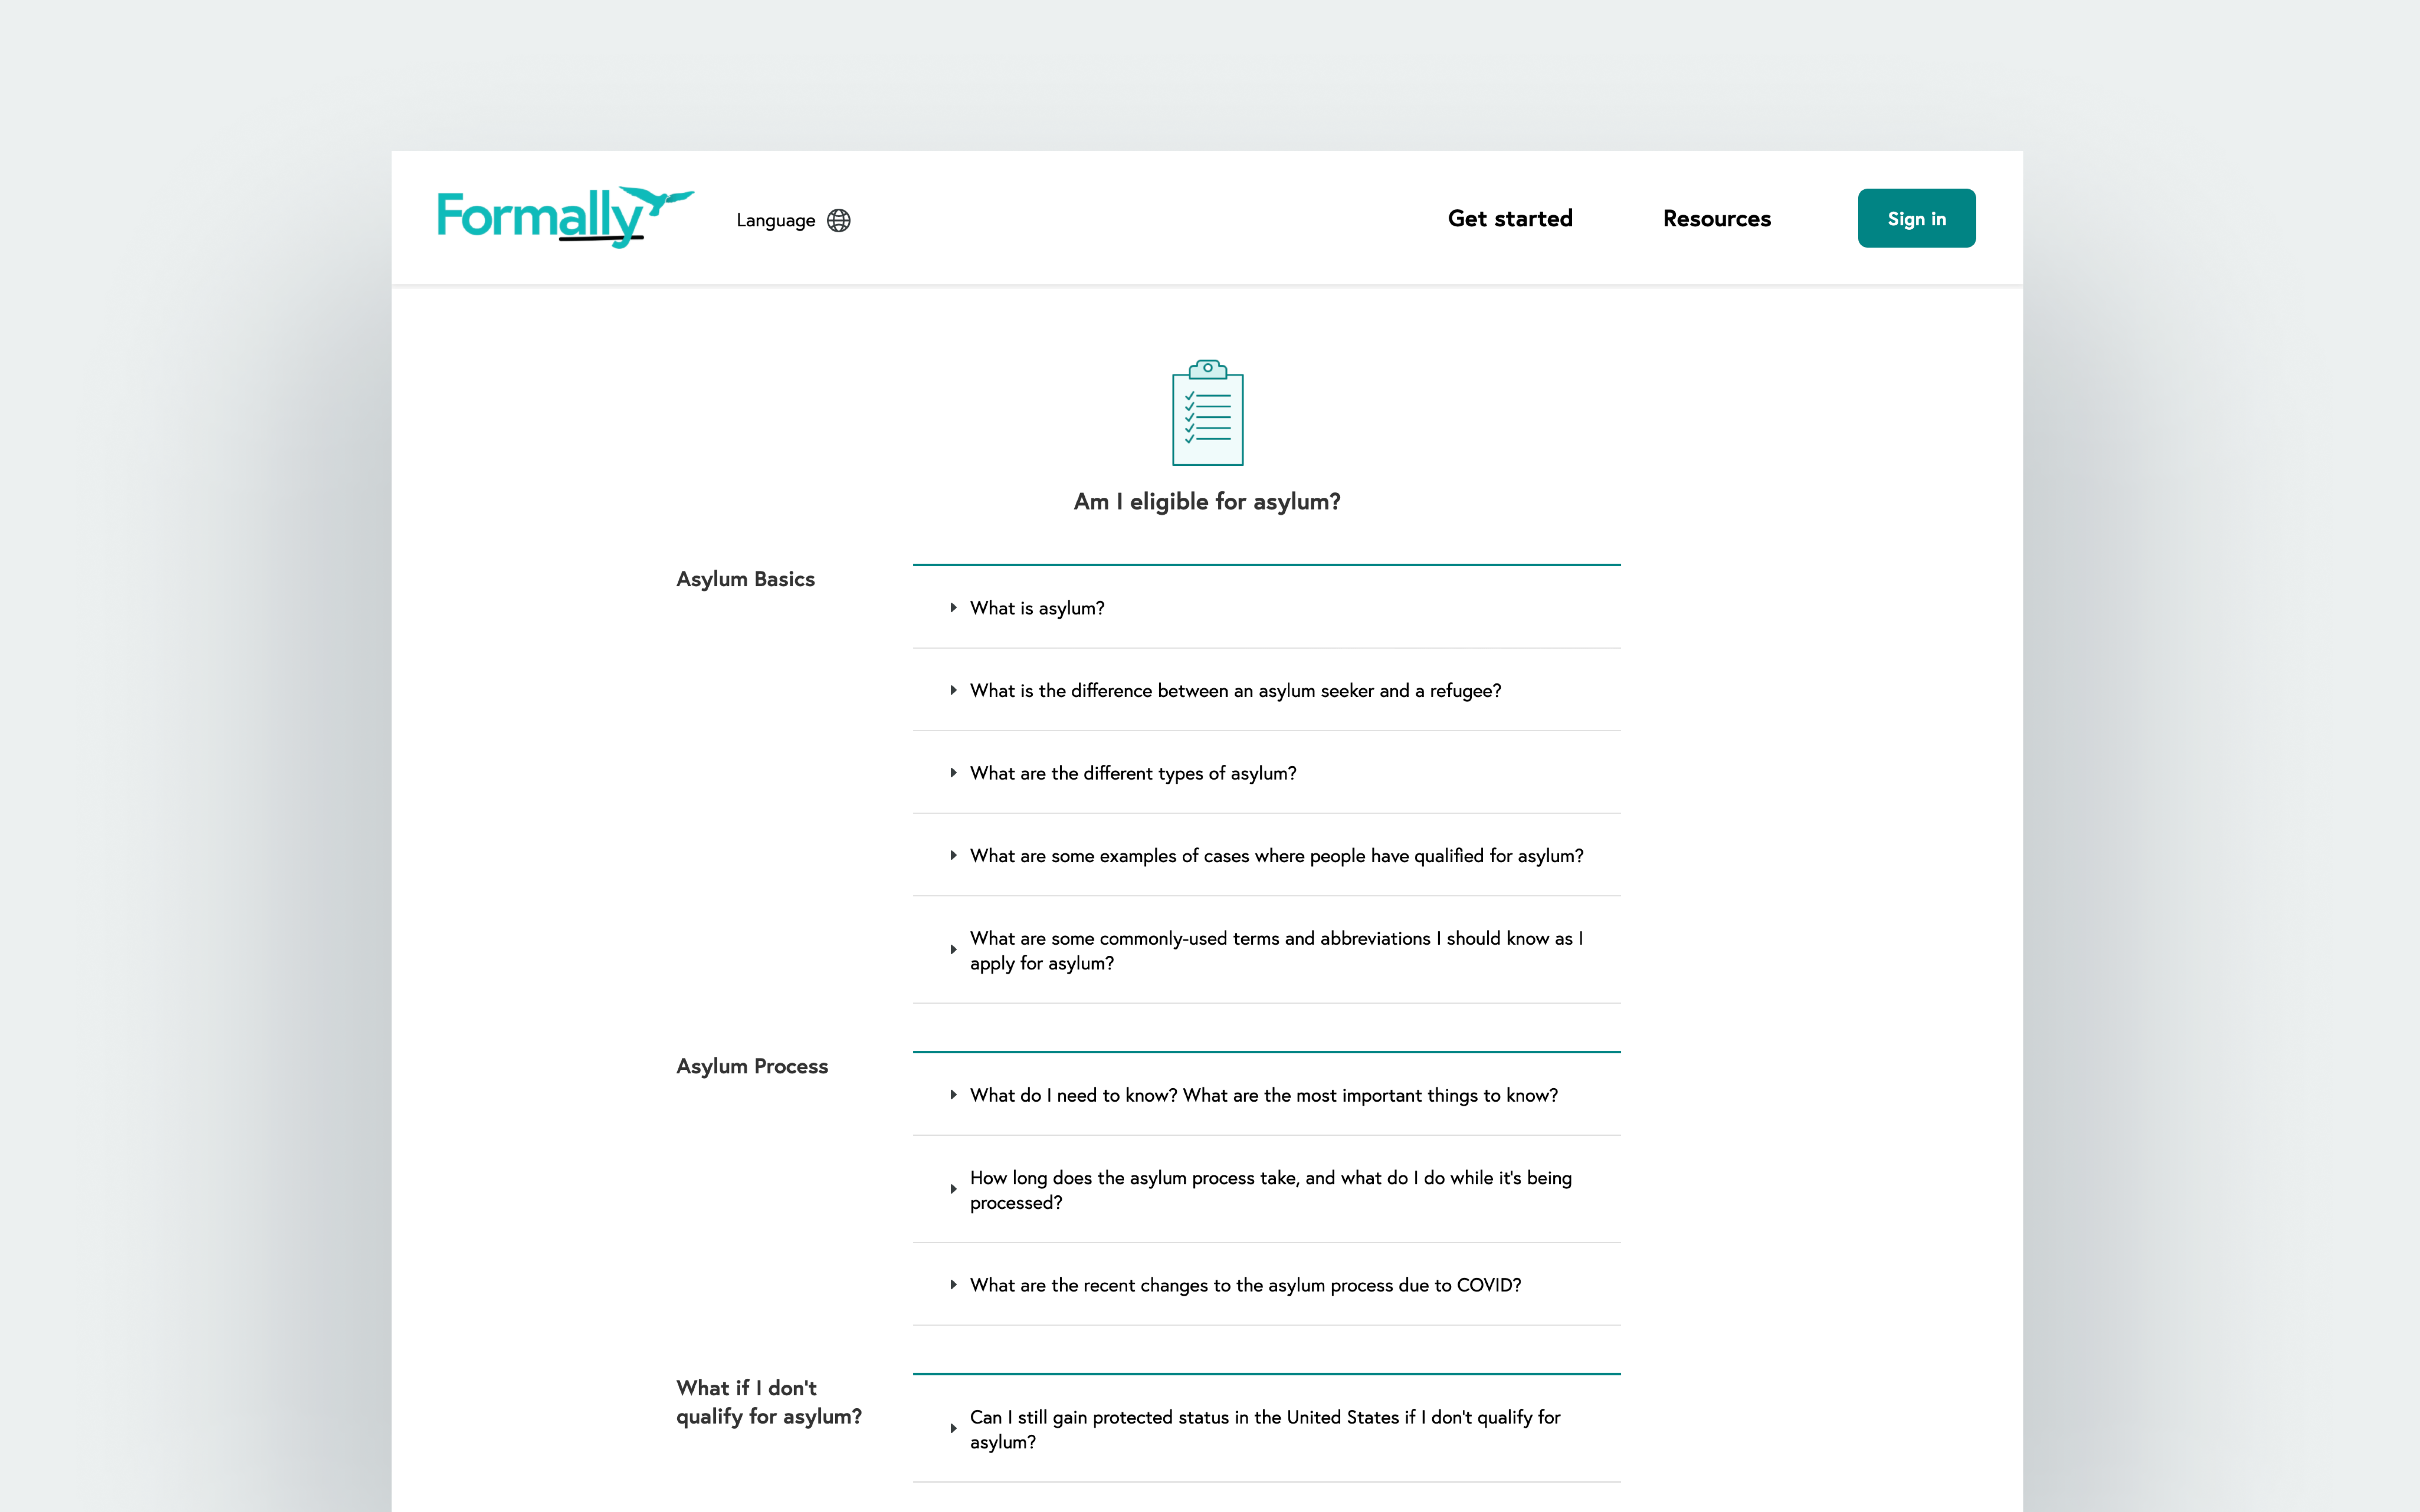 Formally
Language
Get started
Resources
Sign in
Am I eligible for asylum?
Asylum Basics
What is asylum?
What is the difference between an asylum seeker and a refugee?
What are the different types of asylum?
What are some examples of cases where people have qualified for asylum?
What are some commonly-used terms and abbreviations I should know as I
apply for asylum?
Asylum Process
What do I need to know? What are the most important things to know?
How long does the asylum process take, and what do I do while it's being
processed?
What are the recent changes to the asylum process due to COVID?
What if I don't
qualify for asylum?
Can I still gain protected status in the United States if I don't qualify for
asylum?